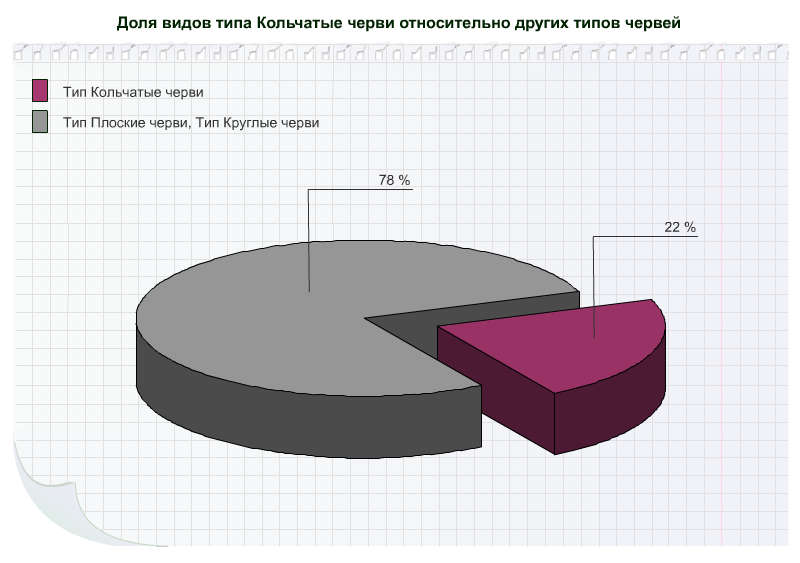 Доля видов типа Кольчатые черви относительно других типов червей
Тип Кольчатые черви
Тип Плоские черви, Тип Круглые черви
78 %
22 %